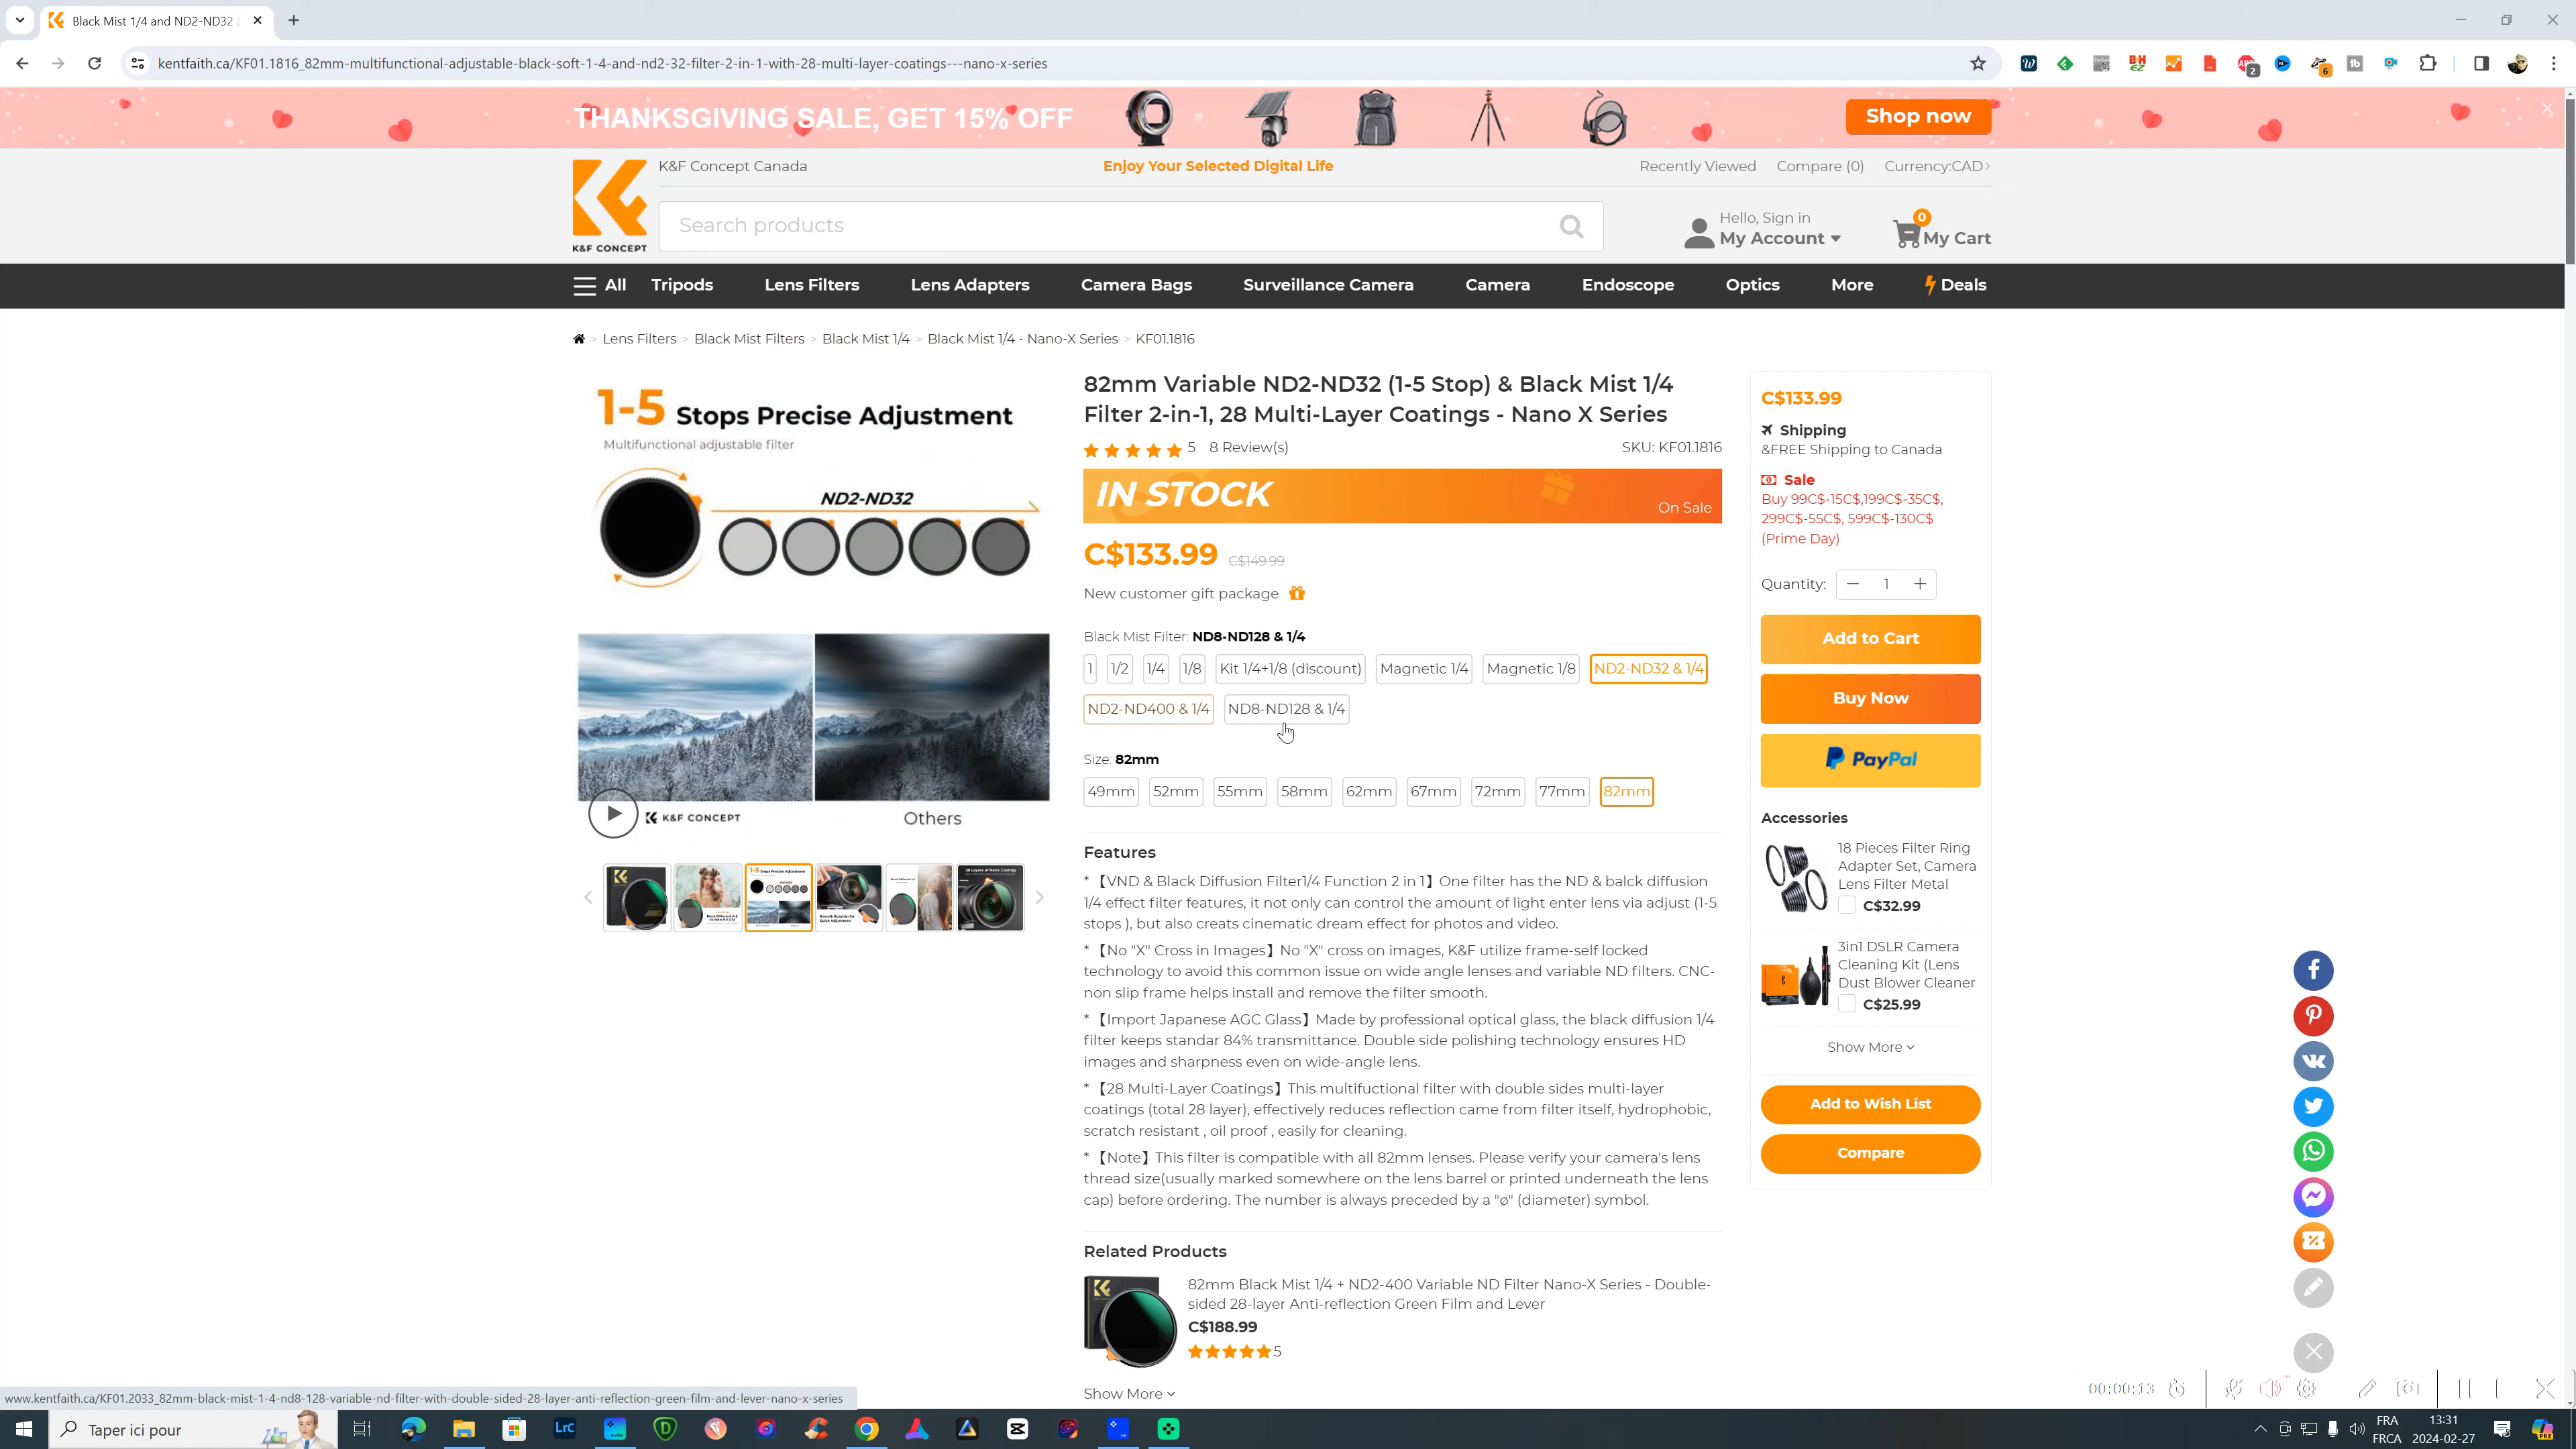 Black Mist 1/4 and ND2-ND32
kentfaith.ca/KF01.1816_82mm-multifunctional-adjustable-black-soft-1-4-and-nd2-32-filter-2-in-1-with-28-multi-layer-coatings---nano-x-series
THANKSGIVING SALE, GET 15% OFF
Shop now
K&F Concept Canada
Enjoy Your Selected Digital Life
Recently Viewed
Compare (0)
Currency:CAD>
K&F CONCEPT
Search products
Hello, Sign in
My Account
0
My Cart
All
Tripods
Lens Filters
Lens Adapters
Camera Bags
Surveillance Camera
Camera
Endoscope
Optics
More
Deals
> Lens Filters > Black Mist Filters > Black Mist 1/4 > Black Mist 1/4 - Nano-X Series > KF01.1816
1-5 Stops Precise Adjustment
Multifunctional adjustable filter
ND2-ND32
K&F CONCEPT
Others
82mm Variable ND2-ND32 (1-5 Stop) & Black Mist 1/4
Filter 2-in-1, 28 Multi-Layer Coatings - Nano X Series
5 8 Review(s)
SKU: KF01.1816
IN STOCK
On Sale
C$133.99 C$149.99
New customer gift package
Black Mist Filter: ND8-ND128 & 1/4
1
1/2
1/4
1/8
Kit 1/4+1/8 (discount)
Magnetic 1/4
Magnetic 1/8
ND2-ND32 & 1/4
ND2-ND400 & 1/4
ND8-ND128 & 1/4
Size: 82mm
49mm
52mm
55mm
58mm
62mm
67mm
72mm
77mm
82mm
Features
* 【VND & Black Diffusion Filter1/4 Function 2 in 1】One filter has the ND & balck diffusion
1/4 effect filter features, it not only can control the amount of light enter lens via adjust (1-5
stops ), but also creats cinematic dream effect for photos and video.
* 【No "X" Cross in Images】No "X" cross on images, K&F utilize frame-self locked
technology to avoid this common issue on wide angle lenses and variable ND filters. CNC-
non slip frame helps install and remove the filter smooth.
* 【Import Japanese AGC Glass】Made by professional optical glass, the black diffusion 1/4
filter keeps standar 84% transmittance. Double side polishing technology ensures HD
images and sharpness even on wide-angle lens.
* 【28 Multi-Layer Coatings】This multifuctional filter with double sides multi-layer
coatings (total 28 layer), effectively reduces reflection came from filter itself, hydrophobic,
scratch resistant , oil proof , easily for cleaning.
* 【Note】This filter is compatible with all 82mm lenses. Please verify your camera's lens
thread size(usually marked somewhere on the lens barrel or printed underneath the lens
cap) before ordering. The number is always preceded by a "ø" (diameter) symbol.
Related Products
82mm Black Mist 1/4 + ND2-400 Variable ND Filter Nano-X Series - Double-
sided 28-layer Anti-reflection Green Film and Lever
C$188.99
5
Show More
C$133.99
Shipping
&FREE Shipping to Canada
Sale
Buy 99C$-15C$,199C$-35C$,
299C$-55C$, 599C$-130C$
(Prime Day)
Quantity: 1
Add to Cart
Buy Now
PayPal
Accessories
18 Pieces Filter Ring
Adapter Set, Camera
Lens Filter Metal
C$32.99
3in1 DSLR Camera
Cleaning Kit (Lens
Dust Blower Cleaner
C$25.99
Show More
Add to Wish List
Compare
www.kentfaith.ca/KF01.2033_82mm-black-mist-1-4-nd8-128-variable-nd-filter-with-double-sided-28-layer-anti-reflection-green-film-and-lever-nano-x-series
00:00:13
Taper ici pour
LrC
FRA
FRCA
13:31
2024-02-27